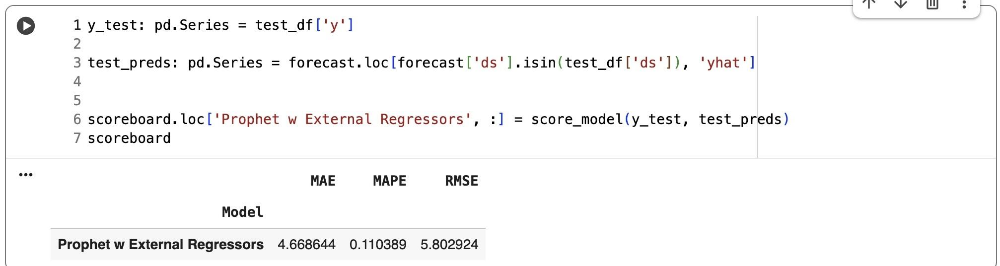 1 y_test: pd.Series = test_df['y']
2
3 test_preds: pd.Series = forecast.loc[forecast['ds'].isin(test_df['ds']), 'yhat']
4
5
6 scoreboard.loc['Prophet w External Regressors', :] = score_model(y_test, test_preds)
7 scoreboard
MAE MAPE RMSE
Model
Prophet w External Regressors 4.668644 0.110389 5.802924